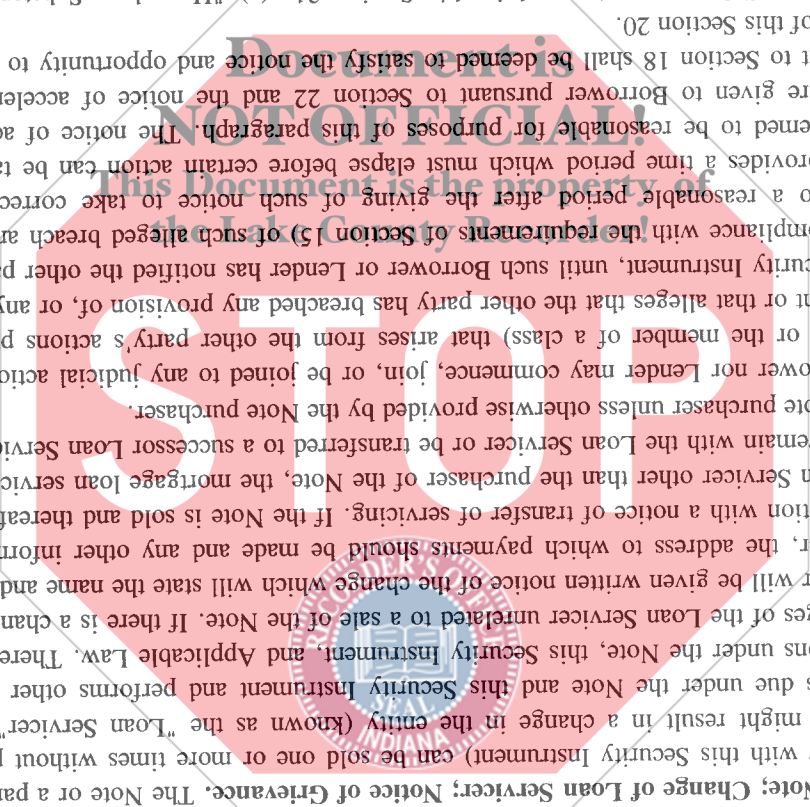 Note; Change of Loan Servicer; Notice of Grievance. The Note or a par
with this Security Instrument) can be sold one or more times without p
might result in a change in the entity (known as the "Loan Servicer"
s due under the Note and this Security Instrument and performs other
ons under the Note, this Security Instrument, and Applicable Law. There
ges of the Loan Servicer unrelated to a sale of the Note. If there is a chan
r will be given written notice of the change which will state the name and
r, the address to which payments should be made and any other inform
ction with a notice of transfer of servicing. If the Note is sold and thereaf
n Servicer other than the purchaser of the Note, the mortgage loan servic
remain with the Loan Servicer or be transferred to a successor Loan Servic
ote purchaser unless otherwise provided by the Note purchaser.
ower nor Lender may commence, join, or be joined to any judicial actio
or the member of a class) that arises from the other party's actions p
nt or that alleges that the other party has breached any provision of, or any
curity Instrument, until such Borrower or Lender has notified the other pa
ompliance with the requirements of Section 15) of such alleged breach an
o a reasonable period after the giving of such notice to take correc
provides a time period which must elapse before certain action can be ta
emed to be reasonable for purposes of this paragraph. The notice of ac
re given to Borrower pursuant to Section 22 and the notice of acceler
t to Section 18 shall be deemed to satisfy the notice and opportunity to
of this Section 20.
Document is
NOT OFFICIAL!
This Document is the property of
the Lake County Recorder!
STOP
RECORDER'S OFFICE
SEAL
INDIANA